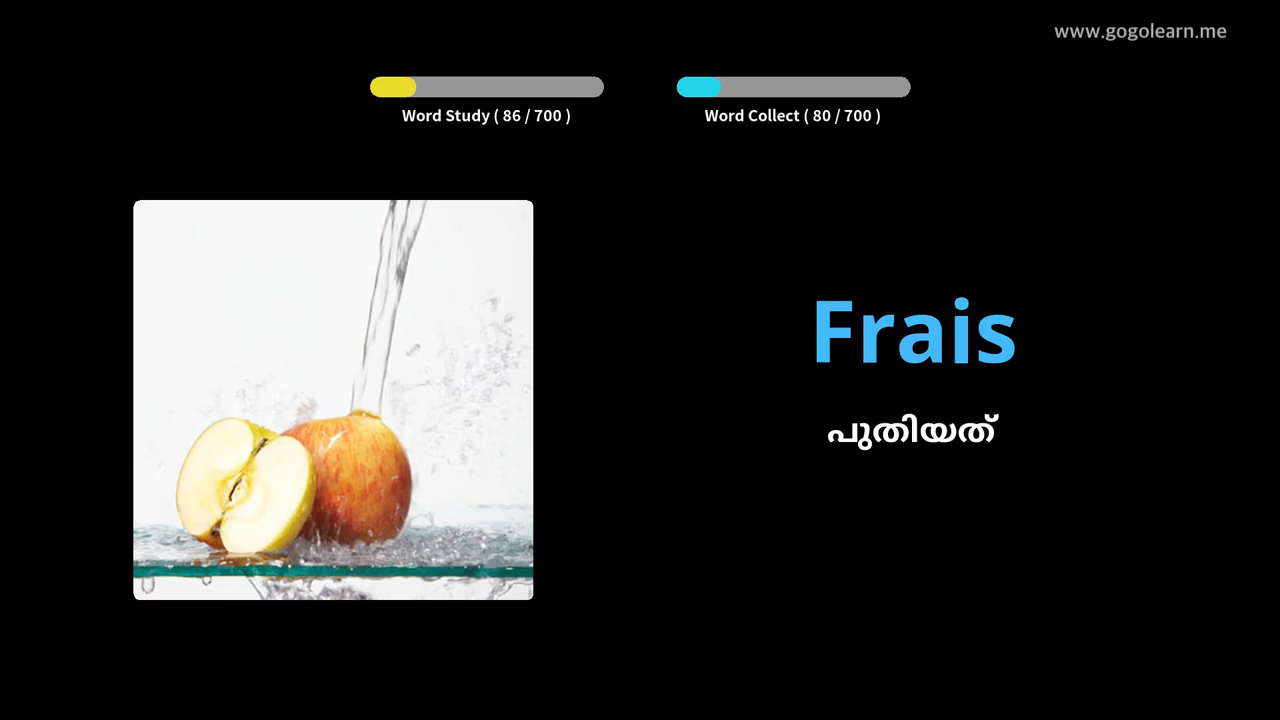 www.gogolearn.me
Word Study ( 86 / 700 )
Word Collect ( 80 / 700 )
Frais
പുതിയത്